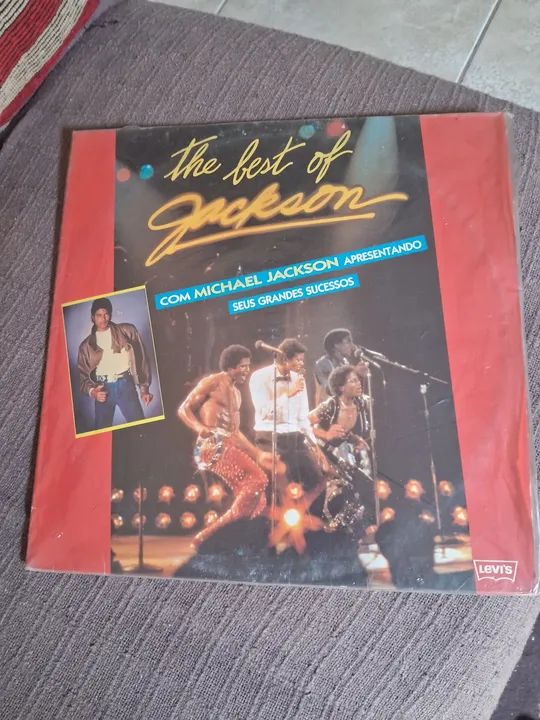 the best of
Jackson
COM MICHAEL JACKSON APRESENTANDO
SEUS GRANDES SUCESSOS
LEVI'S